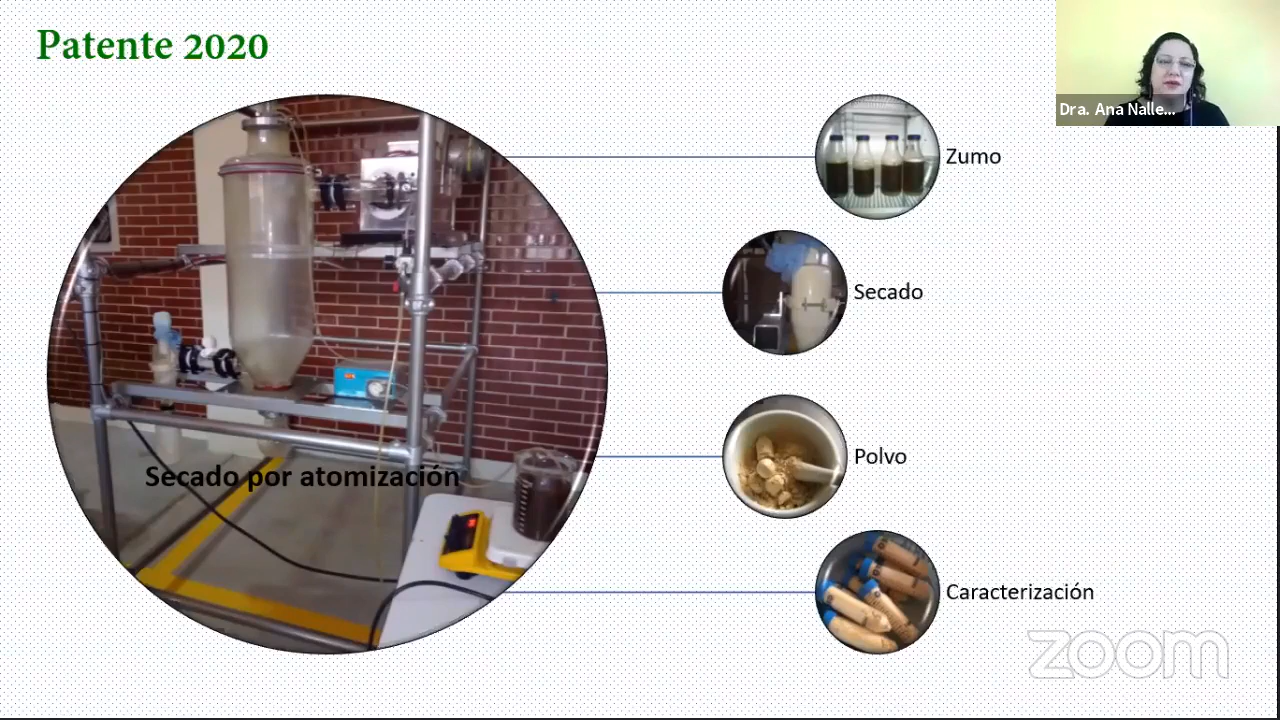 Patente 2020
Dra. Ana Nalle...
Zumo
Secado
Secado por atomización
Polvo
Caracterización
zoom